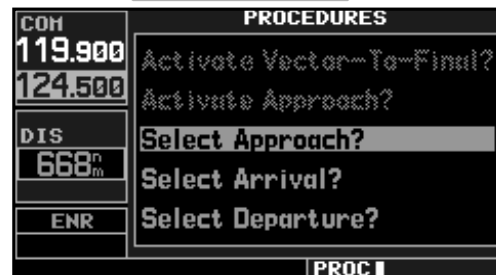 COM
119.900
124.500
DIS
668nm
ENR
PROCEDURES
Activate Vector-To-Final?
Activate Approach?
Select Approach?
Select Arrival?
Select Departure?
PROC